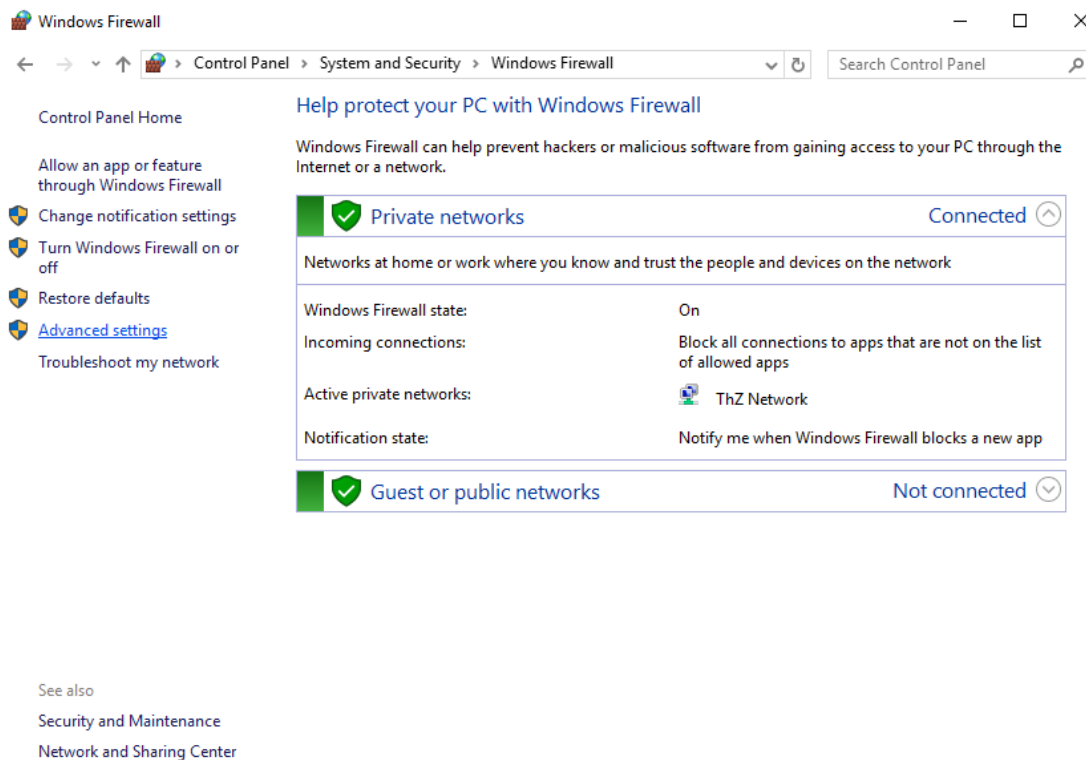 Windows Firewall
Control Panel > System and Security > Windows Firewall
Search Control Panel
Control Panel Home
Allow an app or feature
through Windows Firewall
Change notification settings
Turn Windows Firewall on or
off
Restore defaults
Advanced settings
Troubleshoot my network
Help protect your PC with Windows Firewall
Windows Firewall can help prevent hackers or malicious software from gaining access to your PC through the
Internet or a network.
Private networks Connected
Networks at home or work where you know and trust the people and devices on the network
Windows Firewall state: On
Incoming connections: Block all connections to apps that are not on the list
of allowed apps
Active private networks: ThZ Network
Notification state: Notify me when Windows Firewall blocks a new app
Guest or public networks Not connected
See also
Security and Maintenance
Network and Sharing Center